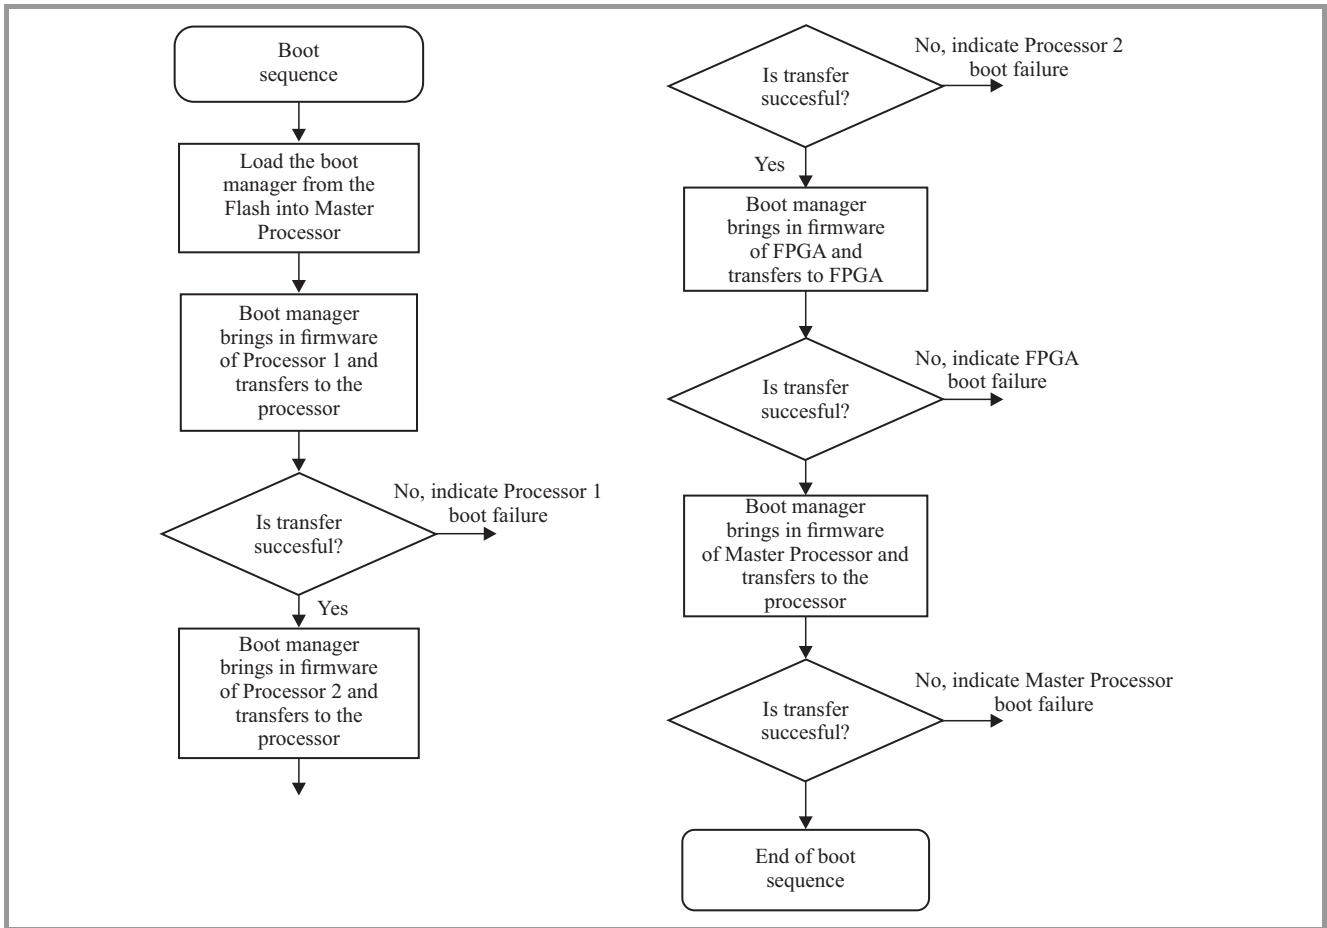 Boot
sequence
Load the boot
manager from the
Flash into Master
Processor
Boot manager
brings in firmware
of Processor 1 and
transfers to the
processor
Is transfer
succesful?
No, indicate Processor 1
boot failure
Yes
Boot manager
brings in firmware
of Processor 2 and
transfers to the
processor
Is transfer
succesful?
No, indicate Processor 2
boot failure
Yes
Boot manager
brings in firmware
of FPGA and
transfers to FPGA
Is transfer
succesful?
No, indicate FPGA
boot failure
Boot manager
brings in firmware
of Master Processor and
transfers to the
processor
Is transfer
succesful?
No, indicate Master Processor
boot failure
End of boot
sequence